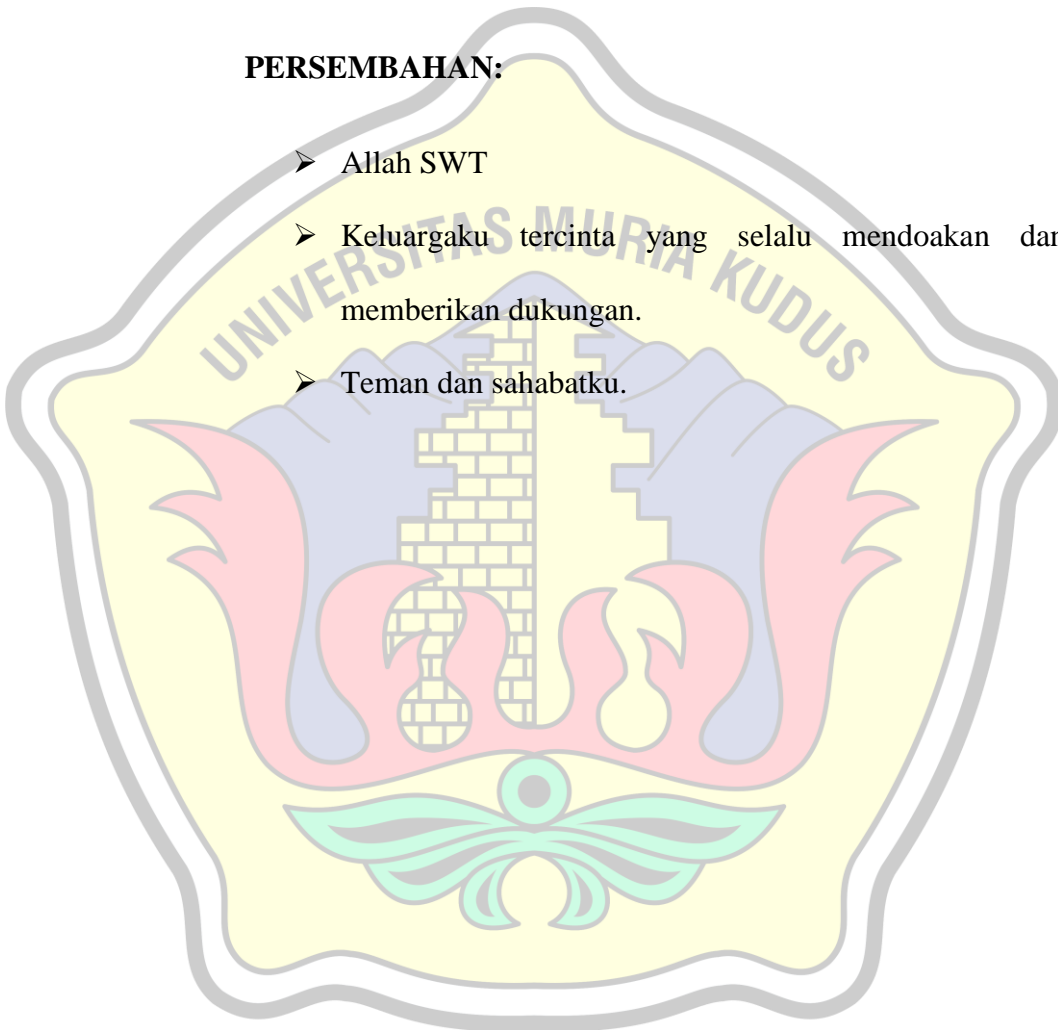 PERSEMBAHAN:
➢ Allah SWT
UNIVERSITAS MURIA KUDUS
➢ Keluargaku tercinta yang selalu mendoakan dan
memberikan dukungan.
➢ Teman dan sahabatku.